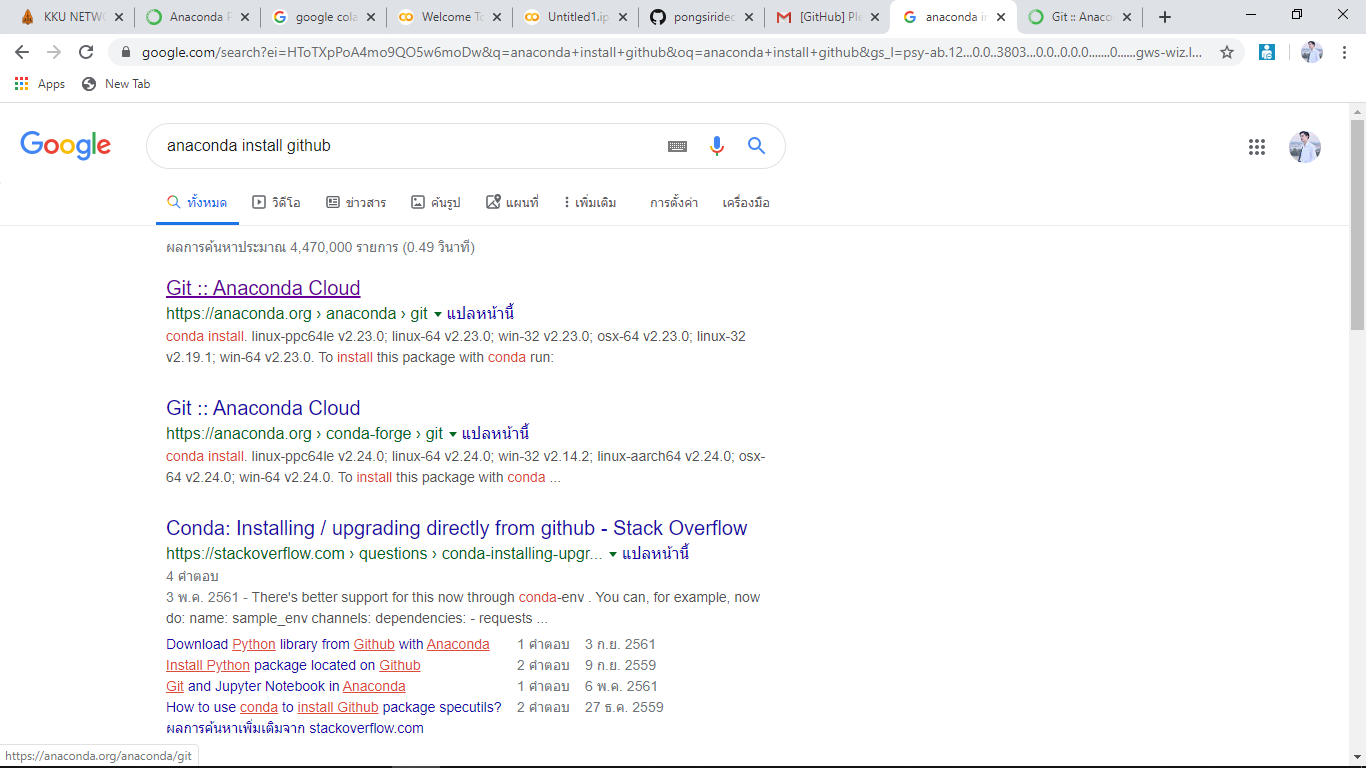 KKU NETWO
Anaconda P
google cola
Welcome To
Untitled1.ip
pongsiridec
[GitHub] Ple
anaconda in
Git :: Anaco
google.com/search?ei=HToTXpPoA4mo9QO5w6moDw&q=anaconda+install+github&oq=anaconda+install+github&gs_l=psy-ab.12...0.0..3803...0.0..0.0.0.......0......gws-wiz.I...
Apps
New Tab
Google
anaconda install github
ทั้งหมด
วิดีโอ
ข่าวสาร
ค้นรูป
แผนที่
เพิ่มเติม
การตั้งค่า
เครื่องมือ
ผลการค้นหาประมาณ 4,470,000 รายการ (0.49 วินาที)
Git :: Anaconda Cloud
https://anaconda.org › anaconda › git แปลหน้านี้
conda install. linux-ppc64le v2.23.0; linux-64 v2.23.0; win-32 v2.23.0; osx-64 v2.23.0; linux-32
v2.19.1; win-64 v2.23.0. To install this package with conda run:
Git :: Anaconda Cloud
https://anaconda.org › conda-forge › git แปลหน้านี้
conda install. linux-ppc64le v2.24.0; linux-64 v2.24.0; win-32 v2.14.2; linux-aarch64 v2.24.0; osx-
64 v2.24.0; win-64 v2.24.0. To install this package with conda ...
Conda: Installing / upgrading directly from github - Stack Overflow
https://stackoverflow.com › questions › conda-installing-upgr... แปลหน้านี้
4 คำตอบ
3 พ.ค. 2561 - There's better support for this now through conda-env . You can, for example, now
do: name: sample_env channels: dependencies: - requests ...
Download Python library from Github with Anaconda 1 คำตอบ 3 ก.ย. 2561
Install Python package located on Github 2 คำตอบ 9 ก.ย. 2559
Git and Jupyter Notebook in Anaconda 1 คำตอบ 6 พ.ค. 2561
How to use conda to install Github package specutils? 2 คำตอบ 27 ธ.ค. 2559
ผลการค้นหาเพิ่มเติมจาก stackoverflow.com
https://anaconda.org/anaconda/git